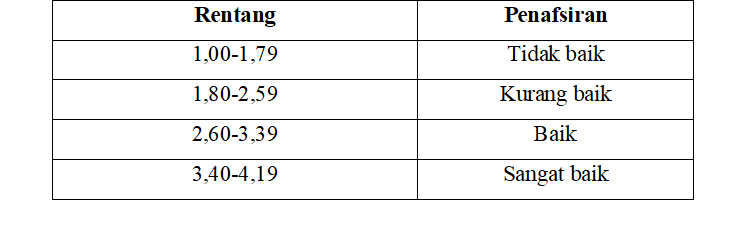 Rentang Penafsiran
1,00-1,79 Tidak baik
1,80-2,59 Kurang baik
2,60-3,39 Baik
3,40-4,19 Sangat baik